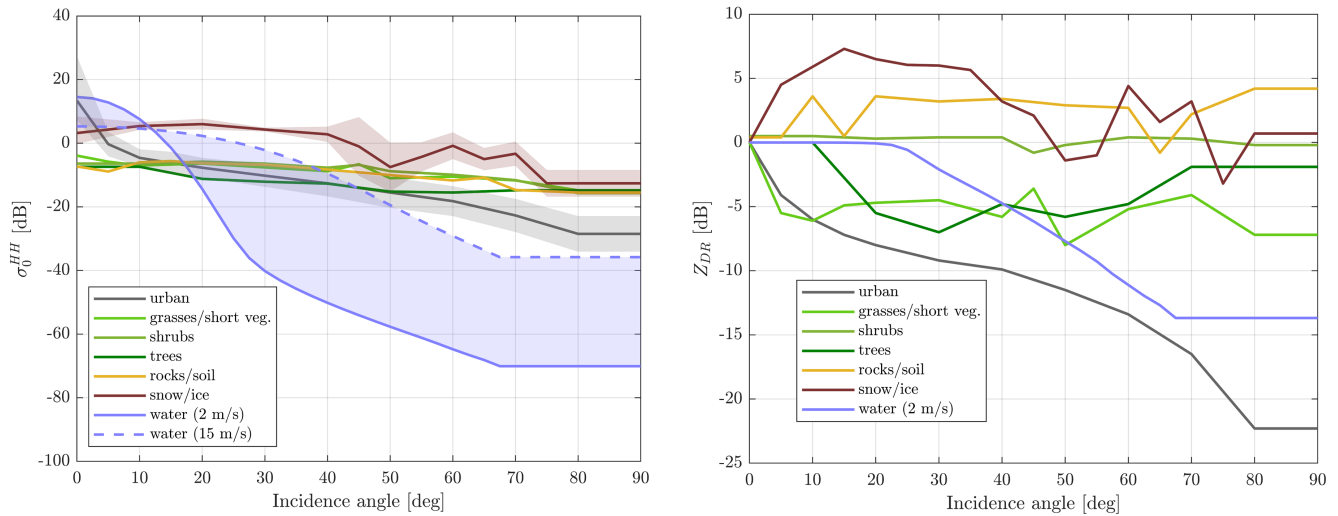 40
20
0
-20
-40
-60
-80
-100
σ₀ᴴᴴ [dB]
urban
grasses/short veg.
shrubs
trees
rocks/soil
snow/ice
water (2 m/s)
water (15 m/s)
0 10 20 30 40 50 60 70 80 90
Incidence angle [deg]
10
5
0
-5
-10
-15
-20
-25
Z_DR [dB]
urban
grasses/short veg.
shrubs
trees
rocks/soil
snow/ice
water (2 m/s)
0 10 20 30 40 50 60 70 80 90
Incidence angle [deg]